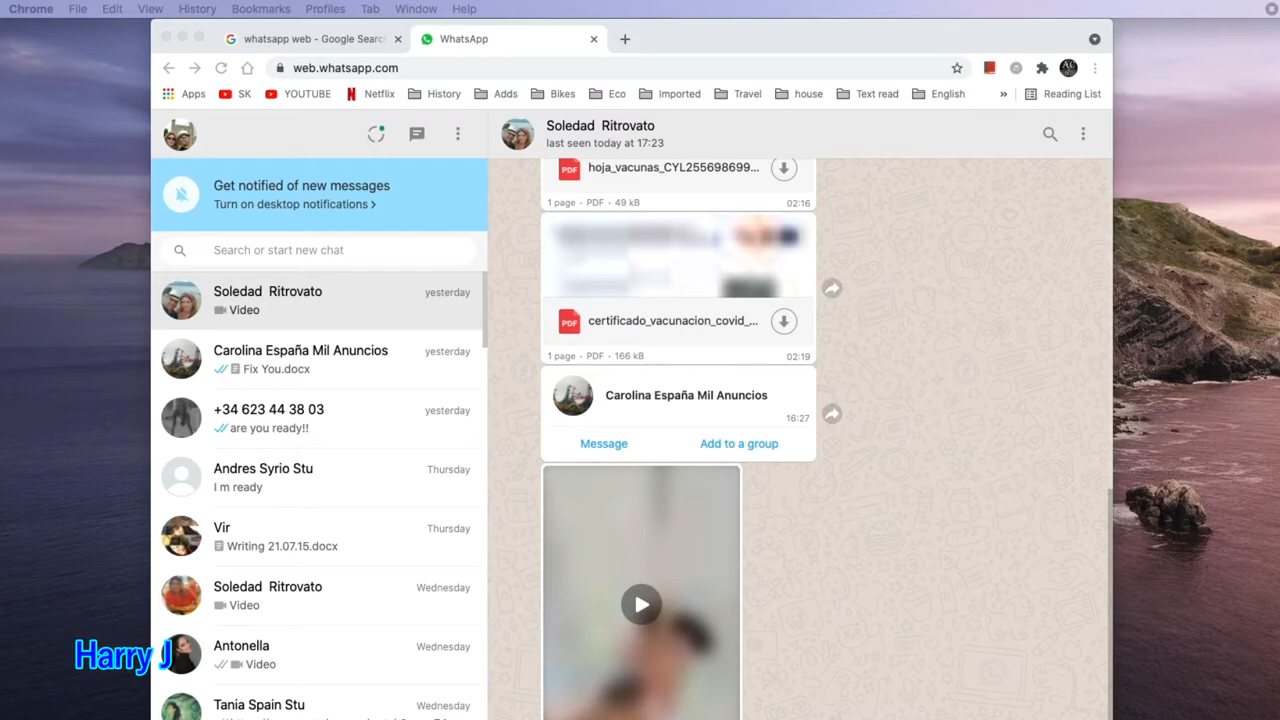 Chrome File Edit View History Bookmarks Profiles Tab Window Help
whatsapp web - Google Searc
WhatsApp
web.whatsapp.com
Apps SK YOUTUBE Netflix History Adds Bikes Eco Imported Travel house Text read English » Reading List
Soledad Ritrovato
last seen today at 17:23
Get notified of new messages
Turn on desktop notifications >
Search or start new chat
Soledad Ritrovato yesterday
Video
Carolina España Mil Anuncios yesterday
Fix You.docx
+34 623 44 38 03 yesterday
are you ready!!
Andres Syrio Stu Thursday
I m ready
Vir Thursday
Writing 21.07.15.docx
Soledad Ritrovato Wednesday
Video
Antonella Wednesday
Video
Tania Spain Stu Wednesday
PDF hoja_vacunas_CYL255698699...
1 page • PDF • 49 kB 02:16
PDF certificado_vacunacion_covid_...
1 page • PDF • 166 kB 02:19
Carolina España Mil Anuncios
16:27
Message Add to a group
Harry J